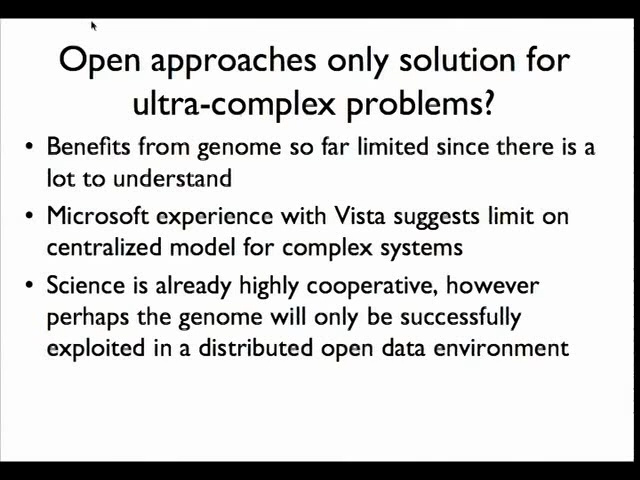 Open approaches only solution for
ultra-complex problems?
• Benefits from genome so far limited since there is a
lot to understand
• Microsoft experience with Vista suggests limit on
centralized model for complex systems
• Science is already highly cooperative, however
perhaps the genome will only be successfully
exploited in a distributed open data environment